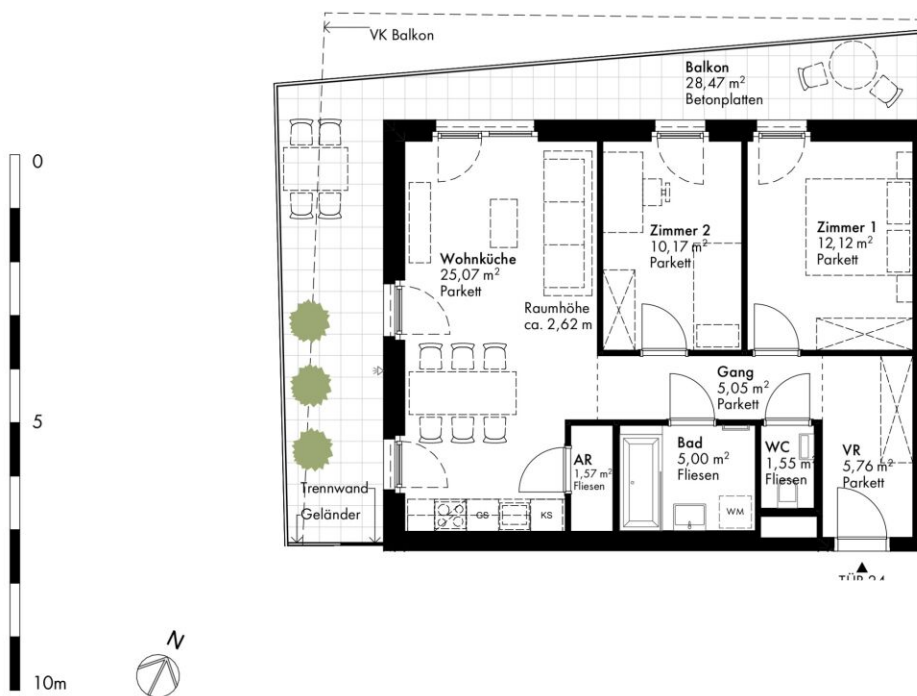 VK Balkon
Balkon
28,47 m²
Betonplatten
0
Zimmer 2
10,17 m²
Parkett
Zimmer 1
12,12 m²
Parkett
Wohnküche
25,07 m²
Parkett
Raumhöhe
ca. 2,62 m
Gang
5,05 m²
Parkett
5
Bad
5,00 m²
Fliesen
WC
1,55 m²
Fliesen
VR
5,76 m²
Parkett
AR
1,57 m²
Fliesen
Trennwand
Geländer
GS
KS
WM
N
10m